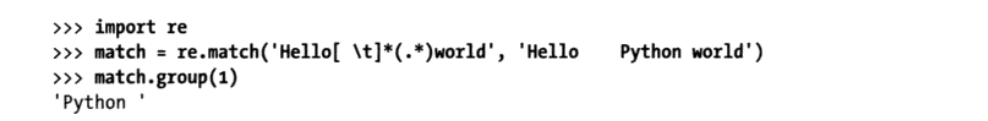 >>> import re
>>> match = re.match('Hello[ \t]*(.*)world', 'Hello    Python world')
>>> match.group(1)
'Python '